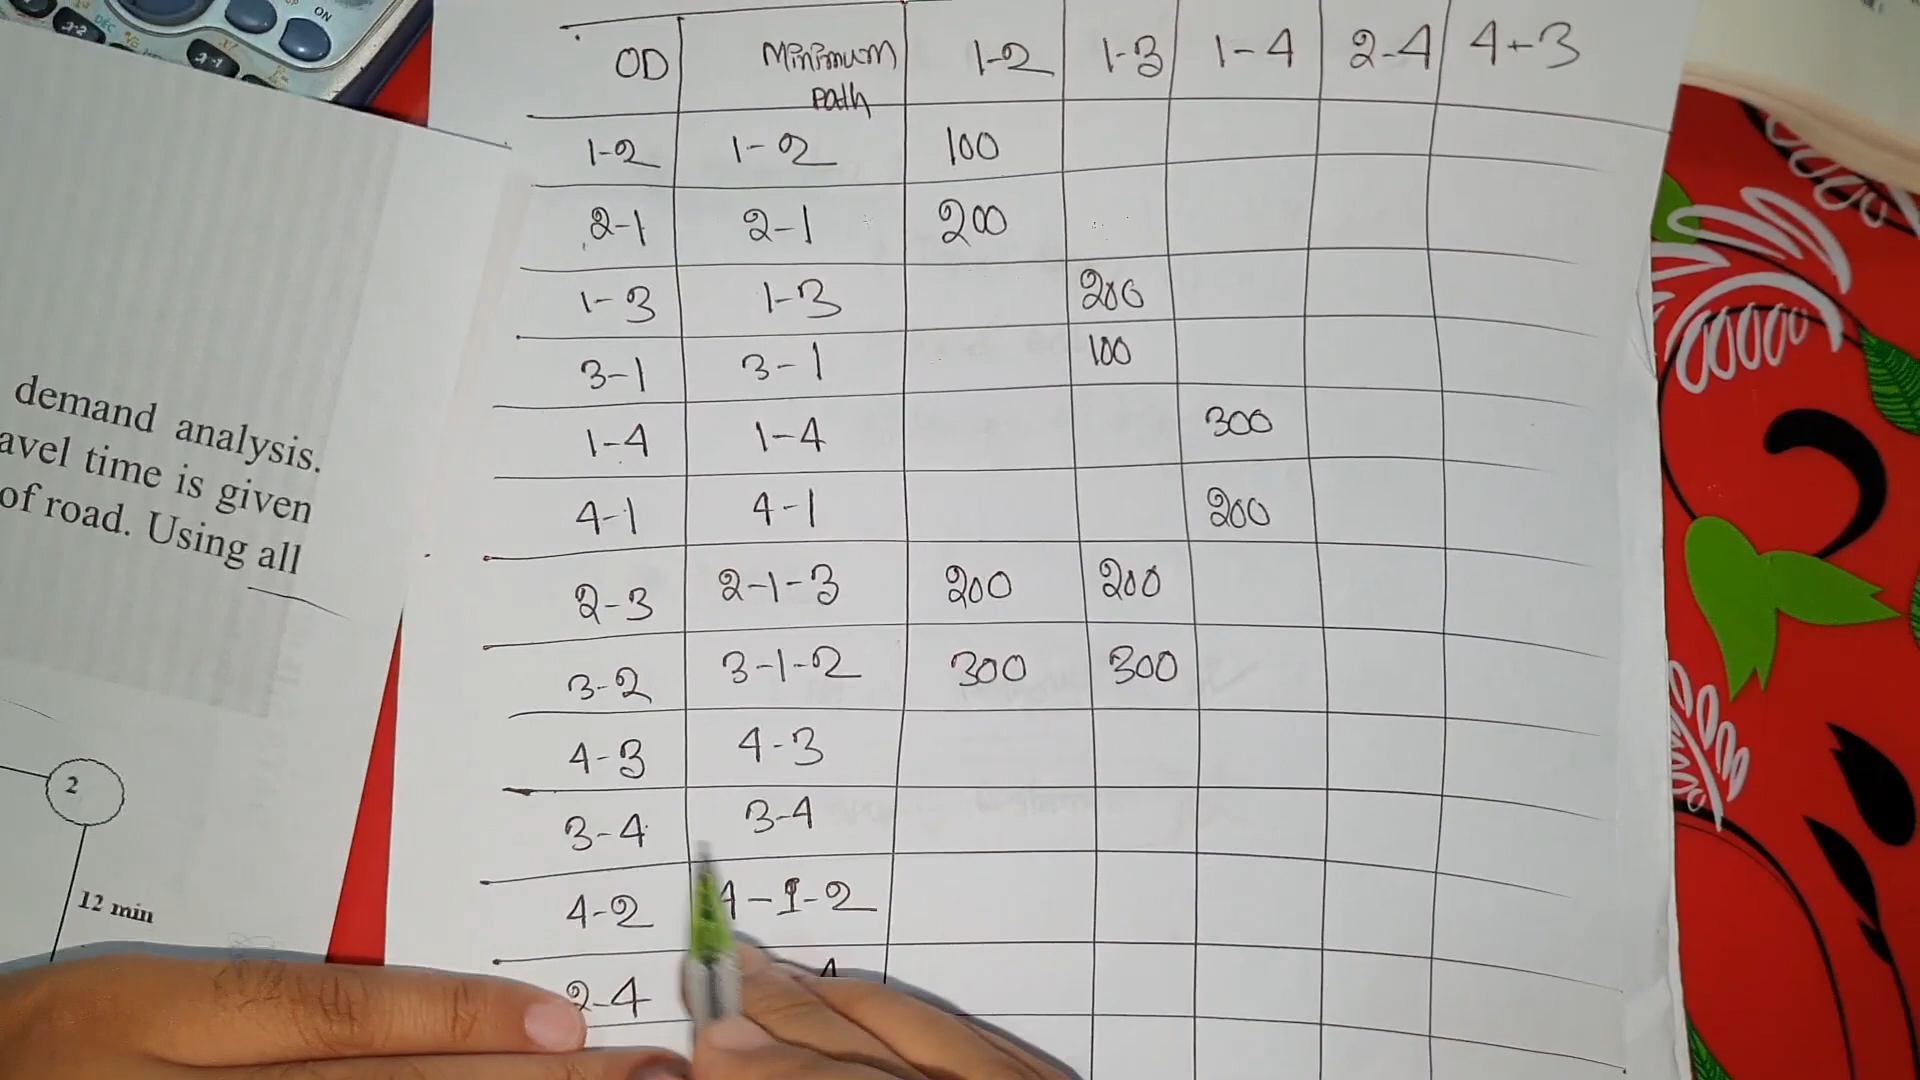 ON
demand analysis.
avel time is given
of road. Using all
2
12 min
OD Minimum path 1-2 1-3 1-4 2-4 4-3
1-2 1-2 100
2-1 2-1 200
1-3 1-3 200
3-1 3-1 100
1-4 1-4 300
4-1 4-1 200
2-3 2-1-3 200 200
3-2 3-1-2 300 300
4-3 4-3
3-4 3-4
4-2 4-1-2
2-4